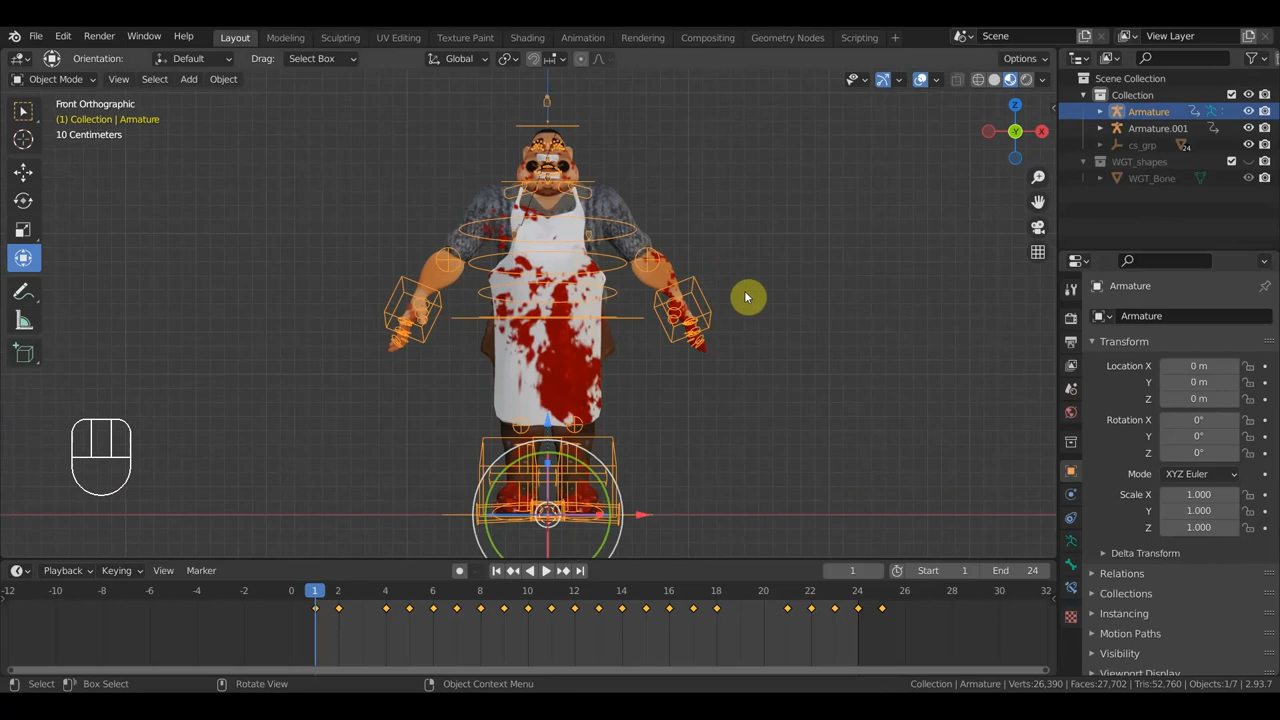 File Edit Render Window Help Layout Modeling Sculpting UV Editing Texture Paint Shading Animation Rendering Compositing Geometry Nodes Scripting + Scene View Layer
Orientation: Default Drag: Select Box Global Options
Object Mode View Select Add Object
Scene Collection
Collection
Armature
Armature.001
cs_grp 24
WGT_shapes
WGT_Bone
Front Orthographic
(1) Collection | Armature
10 Centimeters
Z
Y
X
Armature
Armature
Transform
Location X 0 m
Y 0 m
Z 0 m
Rotation X 0°
Y 0°
Z 0°
Mode XYZ Euler
Scale X 1.000
Y 1.000
Z 1.000
Delta Transform
Relations
Collections
Instancing
Motion Paths
Visibility
Viewport Display
Playback Keying View Marker 1 Start 1 End 24
-12 -10 -8 -6 -4 -2 0 1 2 4 6 8 10 12 14 16 18 20 22 24 26 28 30 32
Select Box Select Rotate View Object Context Menu Collection | Armature | Verts:26,390 | Faces:27,702 | Tris:52,760 | Objects:1/7 | 2.93.7